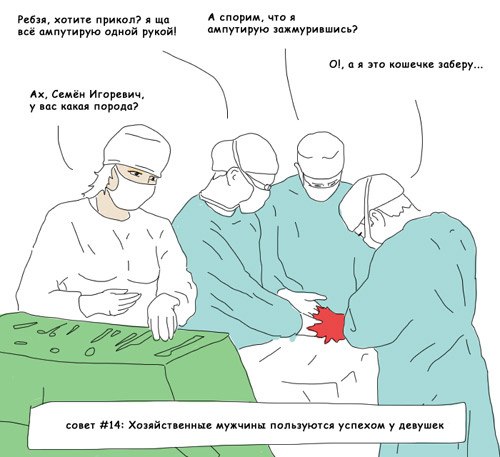 Ребзя, хотите прикол? я ща
всё ампутирую одной рукой!
А спорим, что я
ампутирую зажмурившись?
О!, а я это кошечке заберу...
Ах, Семён Игоревич,
у вас какая порода?
совет #14: Хозяйственные мужчины пользуются успехом у девушек